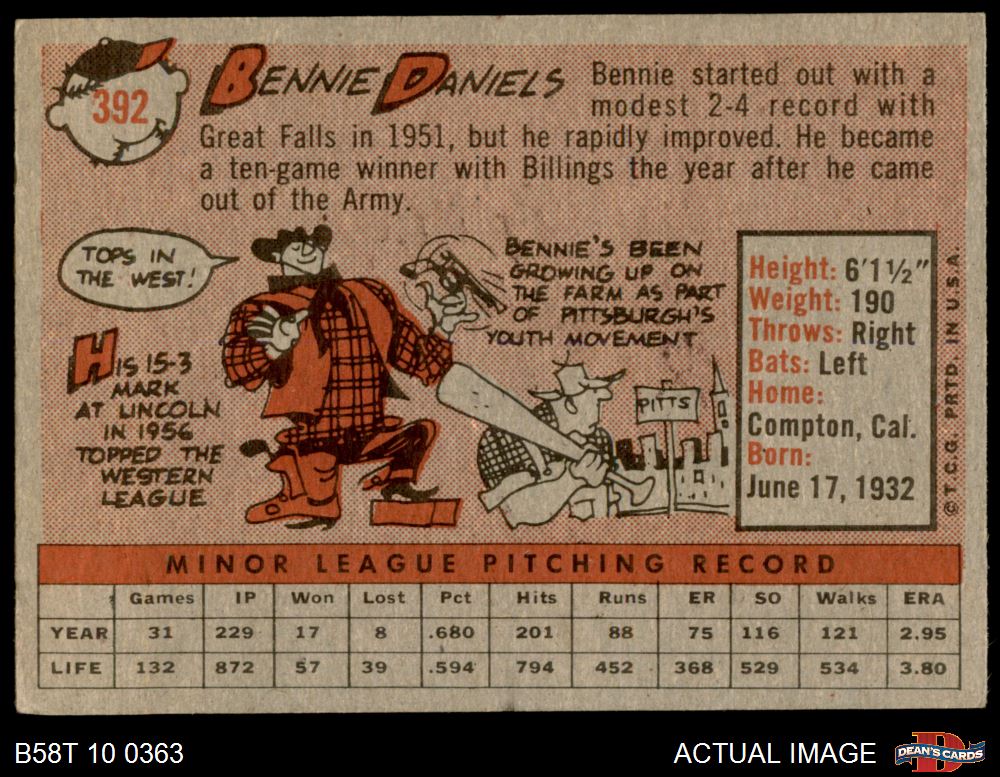 392
BENNIE DANIELS
Bennie started out with a
modest 2-4 record with
Great Falls in 1951, but he rapidly improved. He became
a ten-game winner with Billings the year after he came
out of the Army.
TOPS IN
THE WEST!
HIS 15-3
MARK
AT LINCOLN
IN 1956
TOPPED THE
WESTERN
LEAGUE
BENNIE'S BEEN
GROWING UP ON
THE FARM AS PART
OF PITTSBURGH'S
YOUTH MOVEMENT
PITTS
Height: 6'1½"
Weight: 190
Throws: Right
Bats: Left
Home:
Compton, Cal.
Born:
June 17, 1932
© T.C.G. PRTD. IN U.S.A.
MINOR LEAGUE PITCHING RECORD
Games IP Won Lost Pct Hits Runs ER SO Walks ERA
YEAR 31 229 17 8 .680 201 88 75 116 121 2.95
LIFE 132 872 57 39 .594 794 452 368 529 534 3.80
B58T 10 0363
ACTUAL IMAGE
D
DEAN'S CARDS